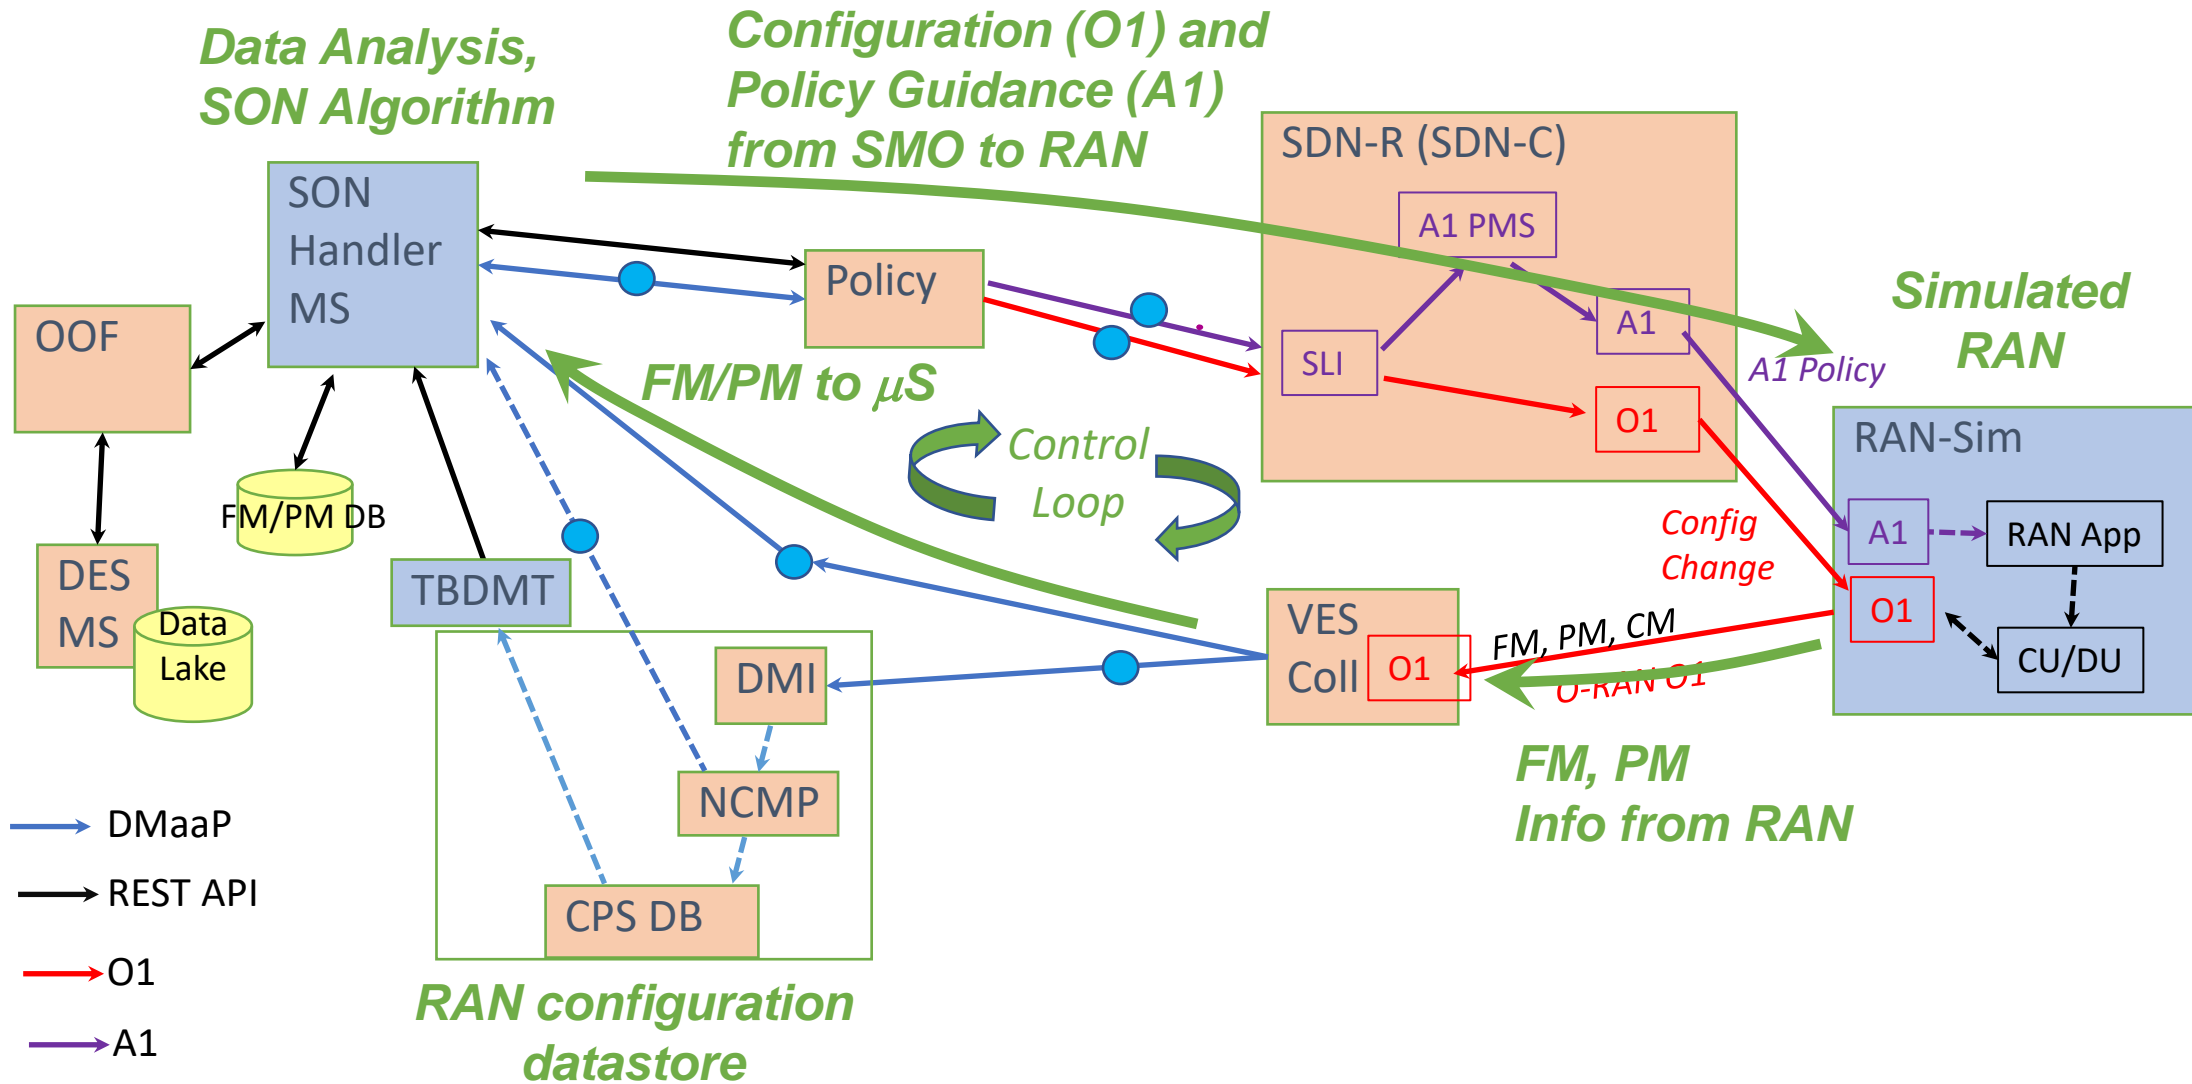 Data Analysis,
SON Algorithm
Configuration (O1) and
Policy Guidance (A1)
from SMO to RAN
SDN-R (SDN-C)
A1 PMS
A1
SLI
O1
SON
Handler
MS
Policy
OOF
FM/PM to μS
Simulated
RAN
A1 Policy
Control
Loop
RAN-Sim
A1
RAN App
O1
CU/DU
Config
Change
FM/PM DB
DES
MS
Data
Lake
TBDMT
VES
Coll
O1
FM, PM, CM
O-RAN O1
DMI
NCMP
CPS DB
FM, PM
Info from RAN
DMaaP
REST API
O1
A1
RAN configuration
datastore